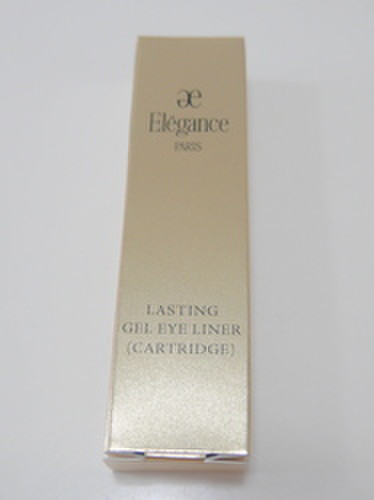 æ
Elégance
PARIS
LASTING
GEL EYE LINER
(CARTRIDGE)